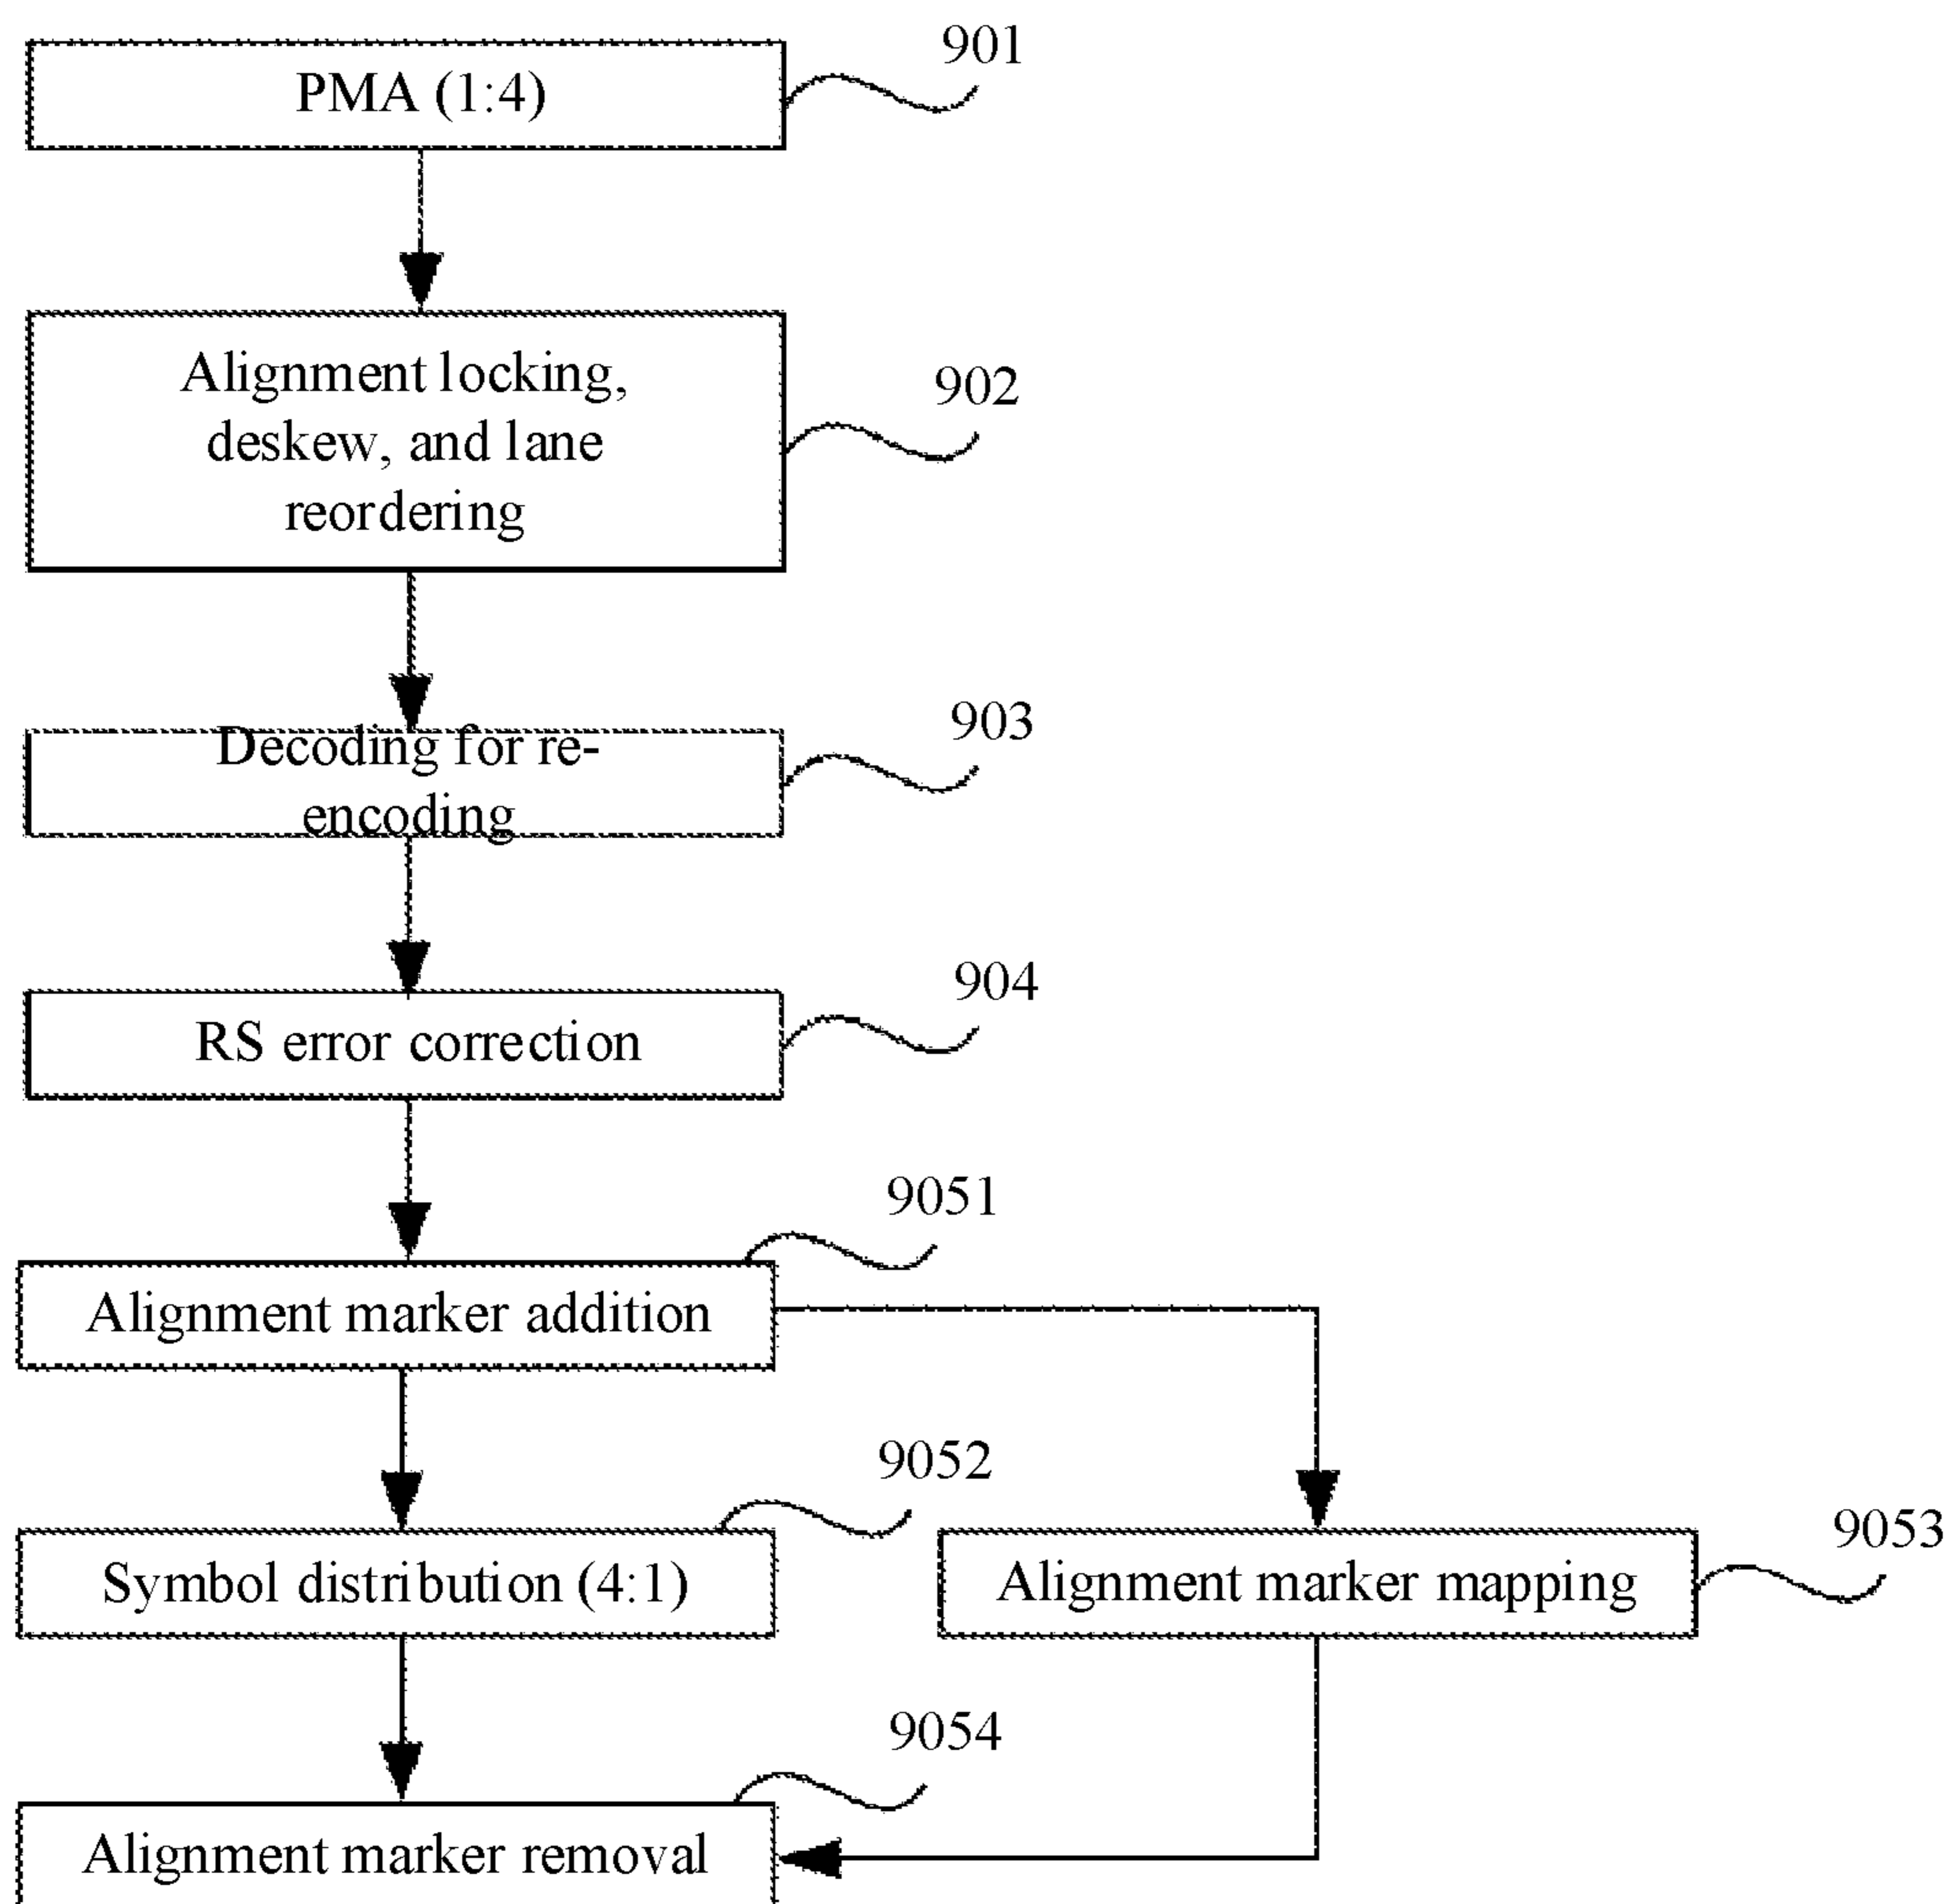 901
PMA (1:4)
Alignment locking,
deskew, and lane
reordering
902
903
Decoding for re-
encoding
904
RS error correction
9051
Alignment marker addition
9052
Symbol distribution (4:1)
9053
Alignment marker mapping
9054
Alignment marker removal